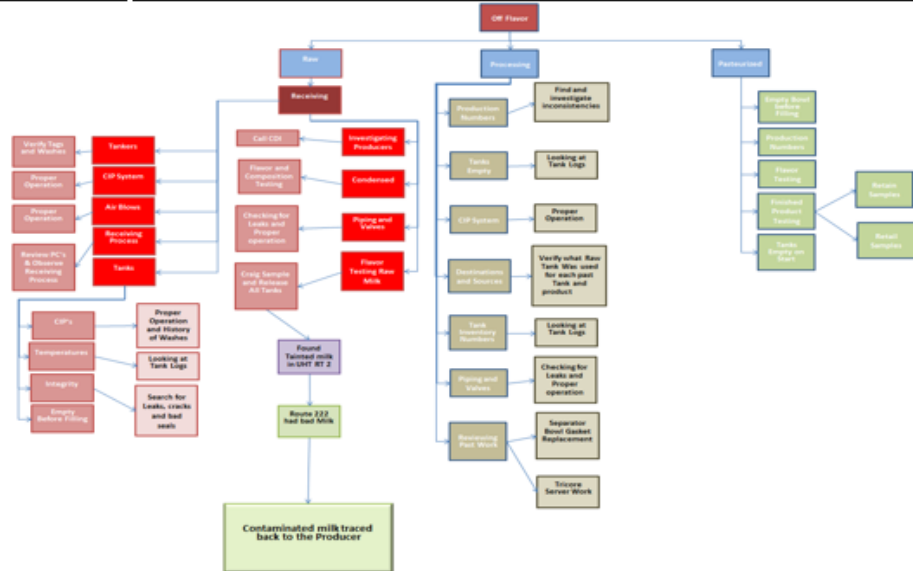 Off Flavor
Raw
Processing
Pasteurized
Receiving
Tankers
Verify Tags
and Washes
CIP System
Proper
Operation
Air Blows
Proper
Operation
Receiving
Process
Review PC's
& Observe
Receiving
Process
Tanks
CIP's
Proper
Operation
and History
of Washes
Temperatures
Looking at
Tank Logs
Integrity
Search for
Leaks, cracks
and bad
seals
Empty
Before Filling
Investigating
Producers
Call CDI
Condensed
Flavor and
Composition
Testing
Piping and
Valves
Checking for
Leaks and
Proper
operation
Flavor
Testing Raw
Milk
Craig Sample
and Release
All Tanks
Found
Tainted milk
in UHT RT 2
Route 222
had bad Milk
Contaminated milk traced
back to the Producer
Production
Numbers
Find and
investigate
inconsistencies
Tanks
Empty
Looking at
Tank Logs
CIP System
Proper
Operation
Destinations
and Sources
Verify what Raw
Tank Was used
for each past
Tank and
product
Tank
Inventory
Numbers
Looking at
Tank Logs
Piping and
Valves
Checking for
Leaks and
Proper
operation
Reviewing
Past Work
Separator
Bowl Gasket
Replacement
Tricore
Server Work
Empty Bowl
before
Filling
Production
Numbers
Flavor
Testing
Finished
Product
Testing
Retain
Samples
Retail
Samples
Tanks
Empty on
Start